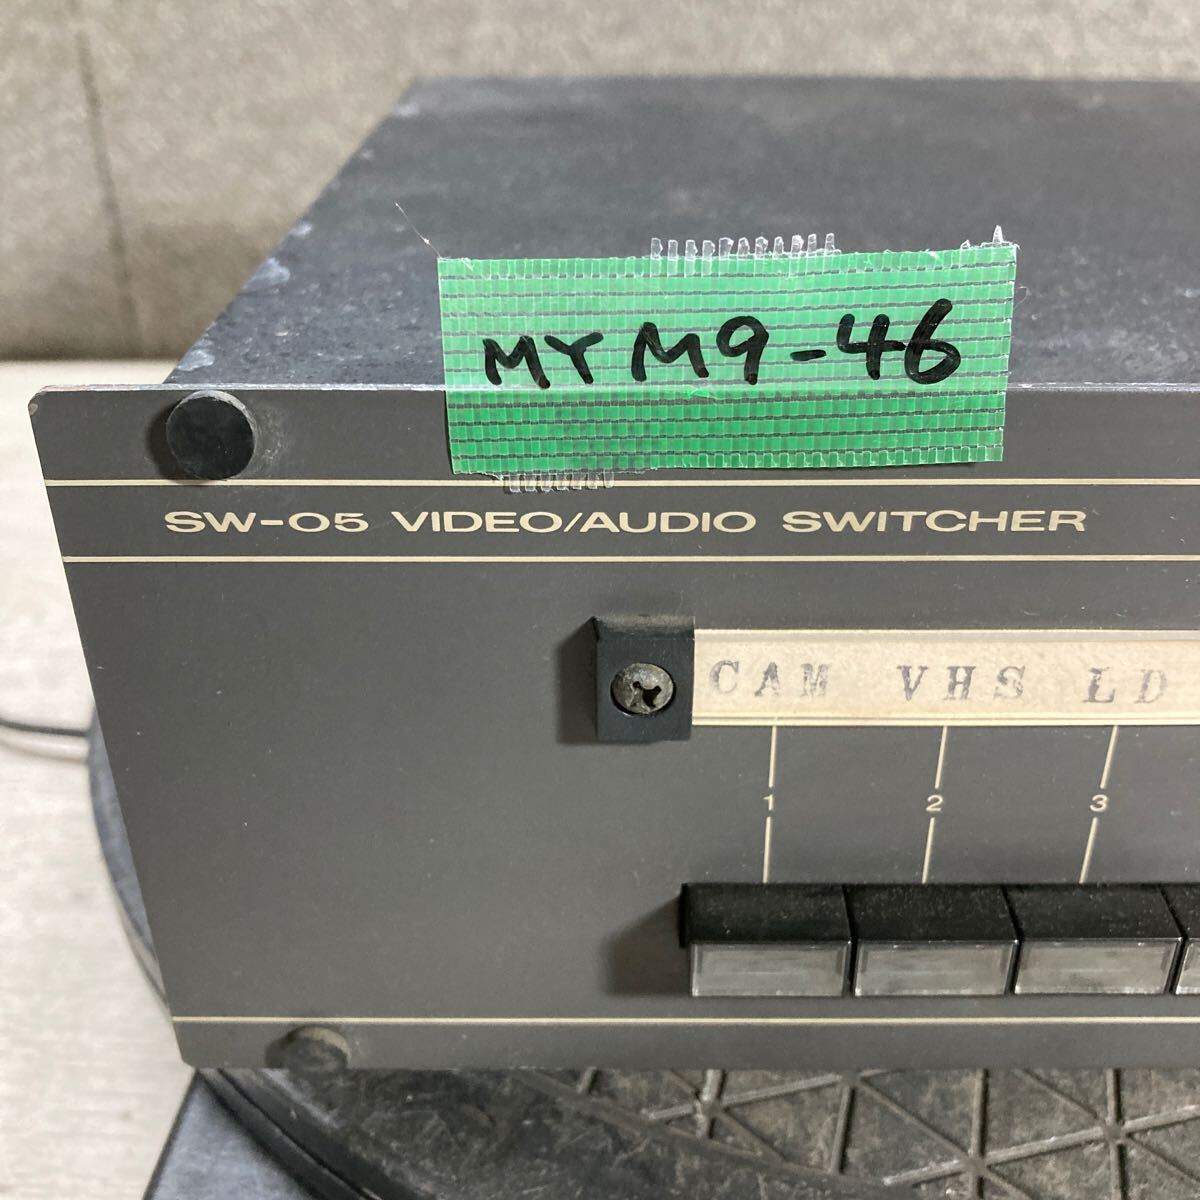 MYM9-46
SW-05 VIDEO/AUDIO SWITCHER
CAM VHS LD
1 2 3